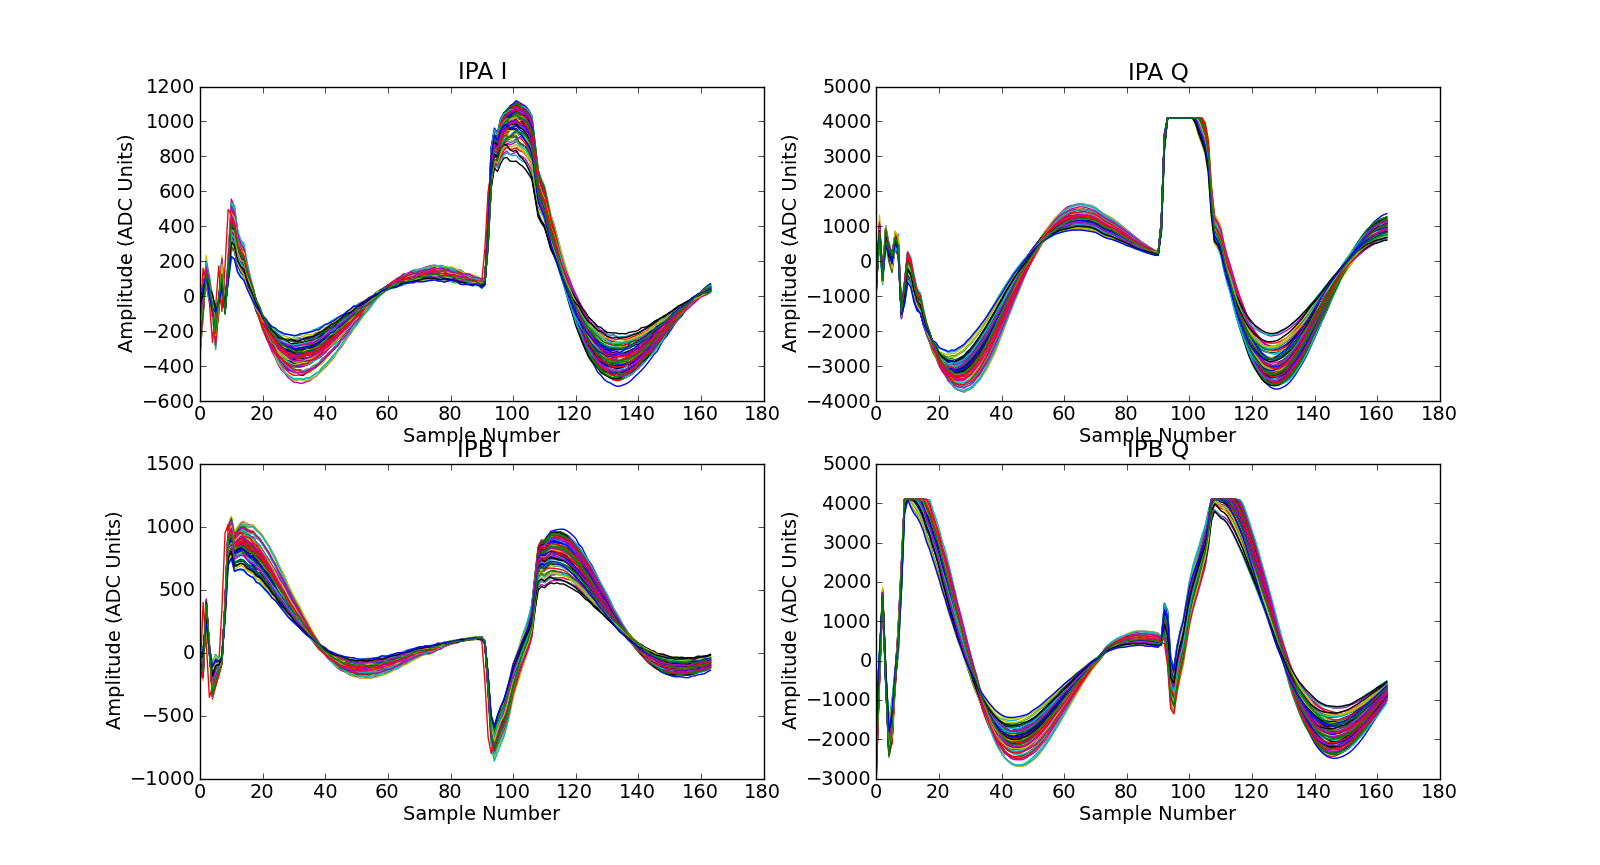 IPA I
1200
1000
800
600
400
200
0
−200
−400
−600
Amplitude (ADC Units)
0 20 40 60 80 100 120 140 160 180
Sample Number
IPA Q
5000
4000
3000
2000
1000
0
−1000
−2000
−3000
−4000
Amplitude (ADC Units)
0 20 40 60 80 100 120 140 160 180
Sample Number
IPB I
1500
1000
500
0
−500
−1000
Amplitude (ADC Units)
0 20 40 60 80 100 120 140 160 180
Sample Number
IPB Q
5000
4000
3000
2000
1000
0
−1000
−2000
−3000
Amplitude (ADC Units)
0 20 40 60 80 100 120 140 160 180
Sample Number